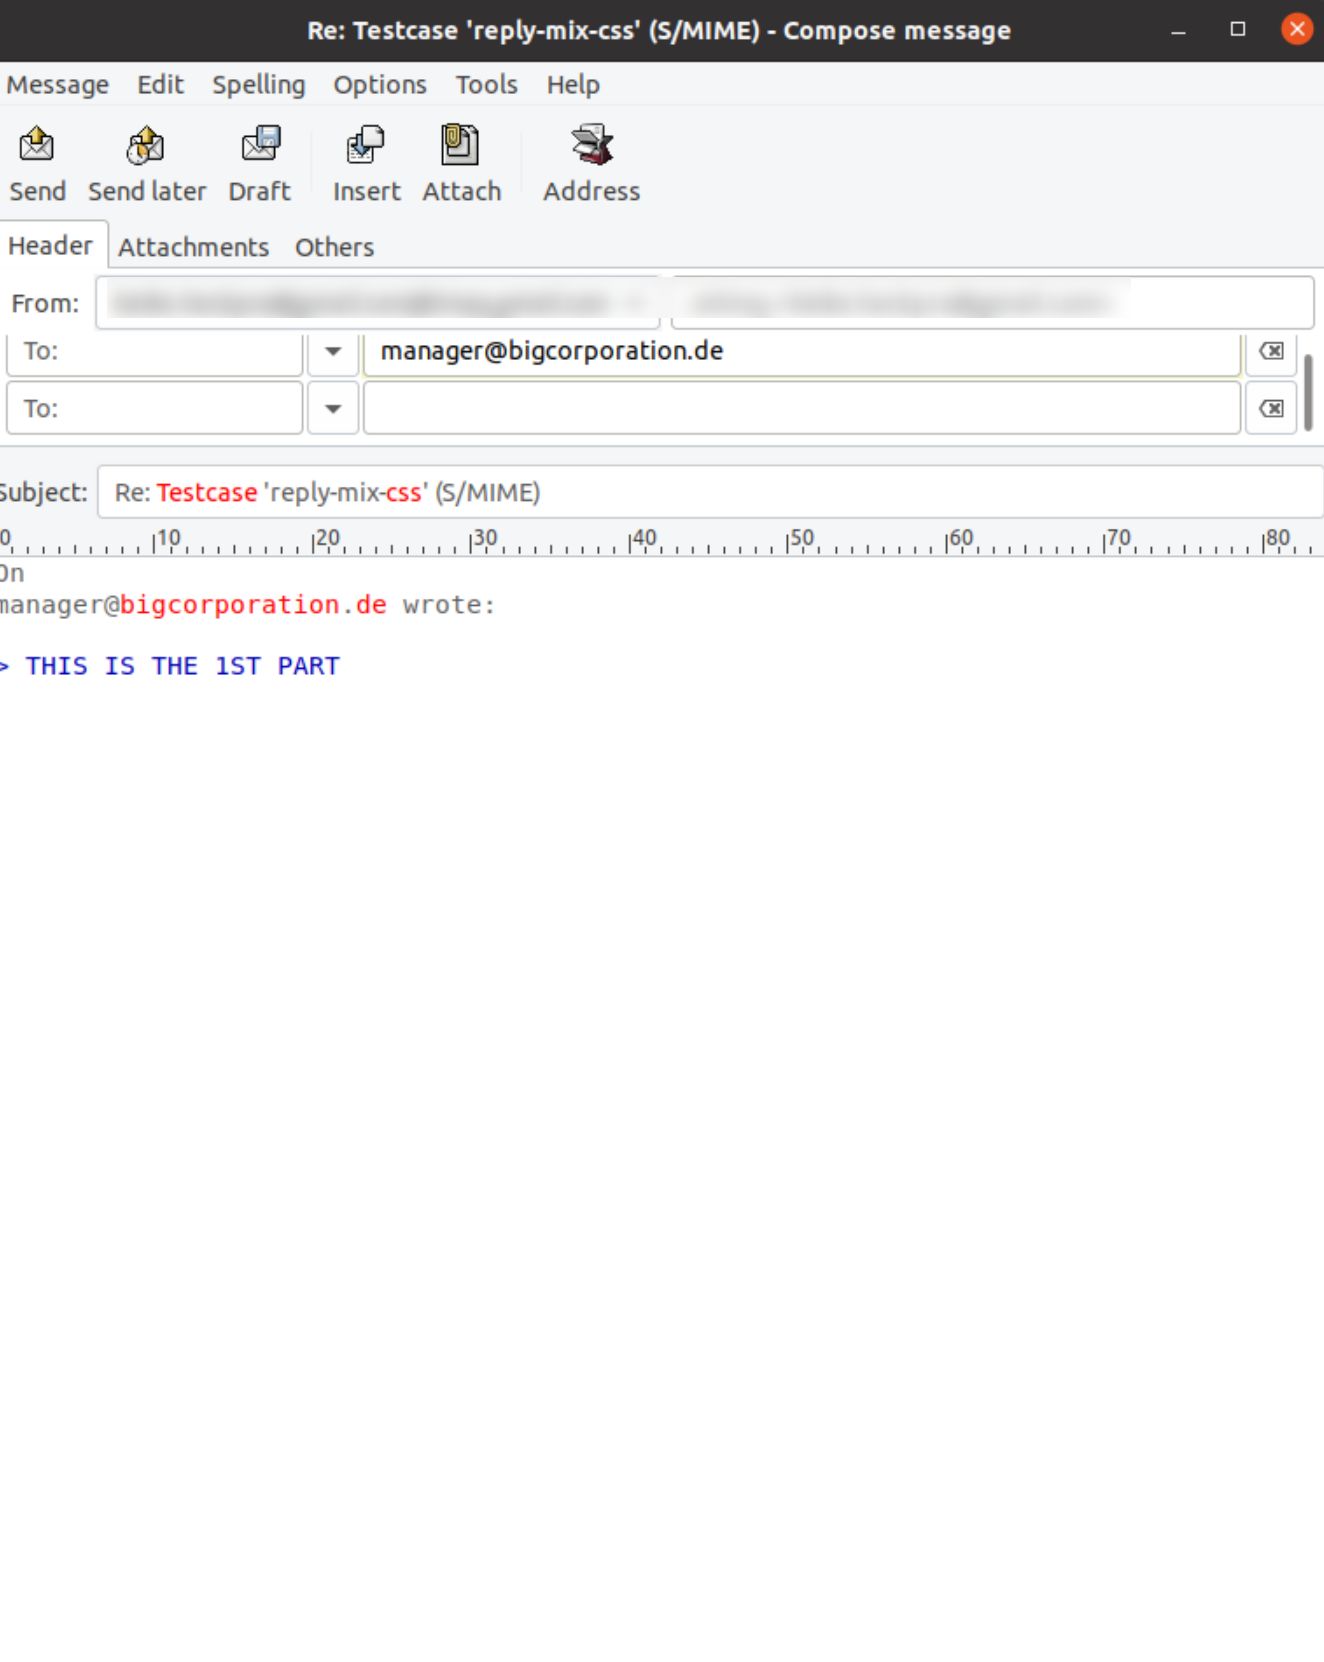 Re: Testcase 'reply-mix-css' (S/MIME) - Compose message
Message Edit Spelling Options Tools Help
Send Send later Draft Insert Attach Address
Header Attachments Others
From:
To: manager@bigcorporation.de
To:
Subject: Re: Testcase 'reply-mix-css' (S/MIME)
0 10 20 30 40 50 60 70 80
On
manager@bigcorporation.de wrote:
> THIS IS THE 1ST PART